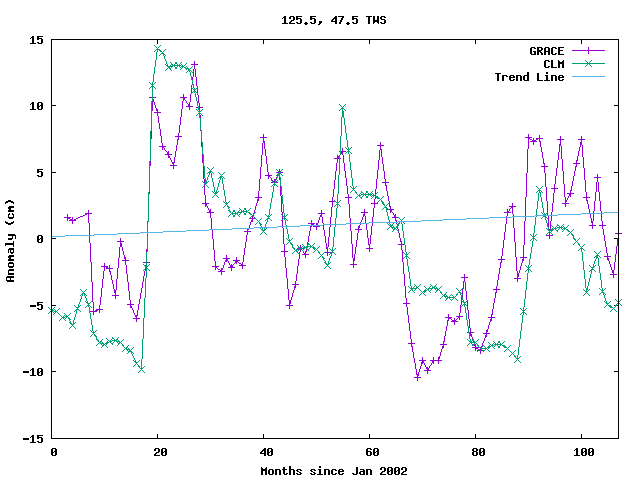 125.5, 47.5 TWS
GRACE
CLM
Trend Line
15
10
5
0
-5
-10
-15
Anomaly (cm)
0 20 40 60 80 100
Months since Jan 2002